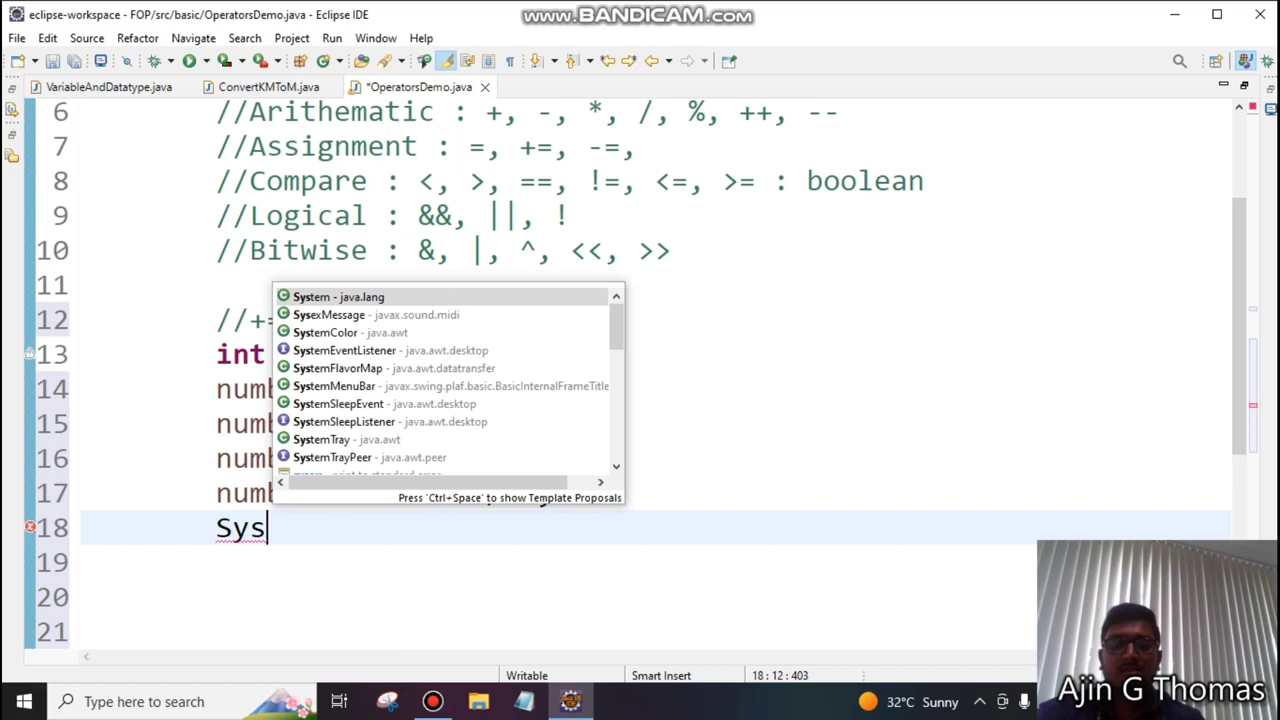 eclipse-workspace - FOP/src/basic/OperatorsDemo.java - Eclipse IDE
www.BANDICAM.com
File Edit Source Refactor Navigate Search Project Run Window Help
VariableAndDatatype.java ConvertKMToM.java *OperatorsDemo.java
6 //Arithematic : +, -, *, /, %, ++, --
7 //Assignment : =, +=, -=,
8 //Compare : <, >, ==, !=, <=, >= : boolean
9 //Logical : &&, ||, !
10 //Bitwise : &, |, ^, <<, >>
11
12 //+=
13 int
14 numb
15 numb
16 numb
17 numb
18 Sys
19
20
21
System - java.lang
SysexMessage - javax.sound.midi
SystemColor - java.awt
SystemEventListener - java.awt.desktop
SystemFlavorMap - java.awt.datatransfer
SystemMenuBar - javax.swing.plaf.basic.BasicInternalFrameTitle
SystemSleepEvent - java.awt.desktop
SystemSleepListener - java.awt.desktop
SystemTray - java.awt
SystemTrayPeer - java.awt.peer
Press 'Ctrl+Space' to show Template Proposals
Writable Smart Insert 18 : 12 : 403
Ajin G Thomas
Type here to search
32°C Sunny